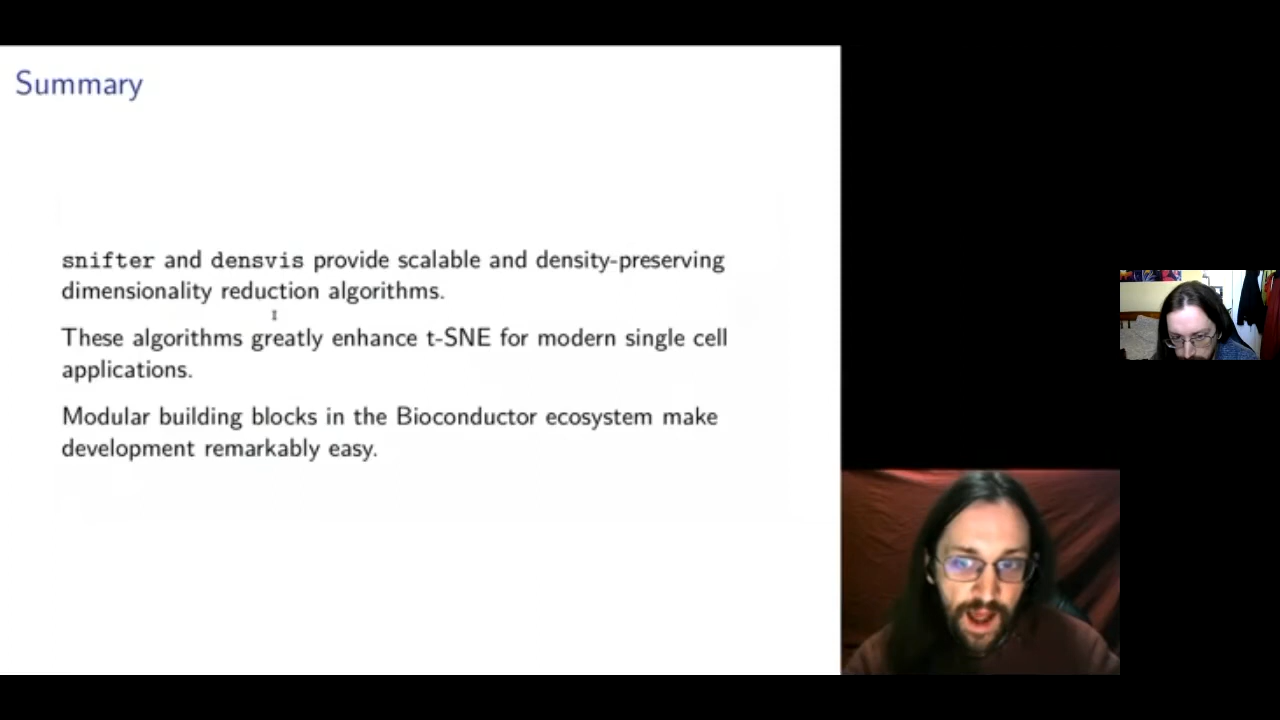 Summary
snifter and densvis provide scalable and density-preserving
dimensionality reduction algorithms.
These algorithms greatly enhance t-SNE for modern single cell
applications.
Modular building blocks in the Bioconductor ecosystem make
development remarkably easy.